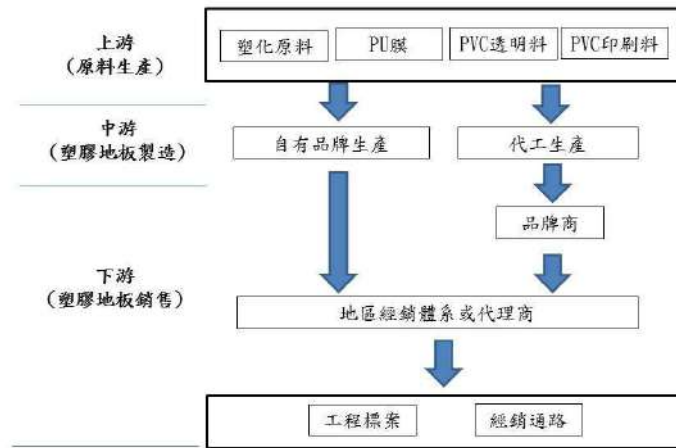 上游
(原料生產)
塑化原料
PU膜
PVC透明料
PVC印刷料
中游
(塑膠地板製造)
自有品牌生產
代工生產
品牌商
下游
(塑膠地板銷售)
地區經銷體系或代理商
工程標案
經銷通路